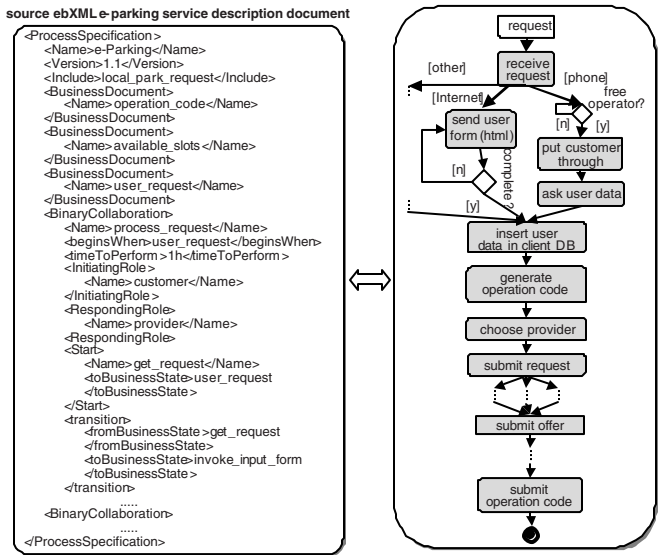 source ebXML e-parking service description document
<ProcessSpecification>
<Name>e-Parking</Name>
<Version>1.1</Version>
<Include>local_park_request</Include>
<BusinessDocument>
<Name>operation_code</Name>
</BusinessDocument>
<BusinessDocument>
<Name>available_slots</Name>
</BusinessDocument>
<BusinessDocument>
<Name>user_request</Name>
</BusinessDocument>
<BinaryCollaboration>
<Name>process_request</Name>
<beginsWhen>user_request</beginsWhen>
<timeToPerform>1h</timeToPerform>
<InitiatingRole>
<Name>customer</Name>
</InitiatingRole>
<RespondingRole>
<Name>provider</Name>
<RespondingRole>
<Start>
<Name>get_request</Name>
<toBusinessState>user_request
</toBusinessState>
</Start>
<transition>
<fromBusinessState>get_request
</fromBusinessState>
<toBusinessState>invoke_input_form
</toBusinessState>
</transition>
.....
<BinaryCollaboration>
.....
</ProcessSpecification>
request
receive
request
[other]
[phone]
[Internet]
free
operator?
[n]
[y]
send user
form (html)
put customer
through
[n]
complete?
ask user data
[y]
insert user
data in client DB
generate
operation code
choose provider
submit request
submit offer
submit
operation code